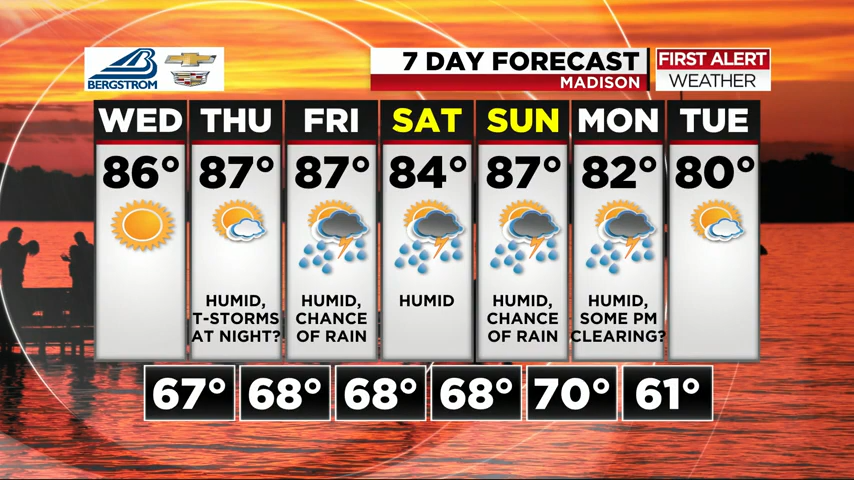 BERGSTROM
7 DAY FORECAST
MADISON
FIRST ALERT
WEATHER
WED THU FRI SAT SUN MON TUE
86° 87° 87° 84° 87° 82° 80°
HUMID,
T-STORMS
AT NIGHT?
HUMID,
CHANCE
OF RAIN
HUMID
HUMID,
CHANCE
OF RAIN
HUMID,
SOME PM
CLEARING?
67° 68° 68° 68° 70° 61°